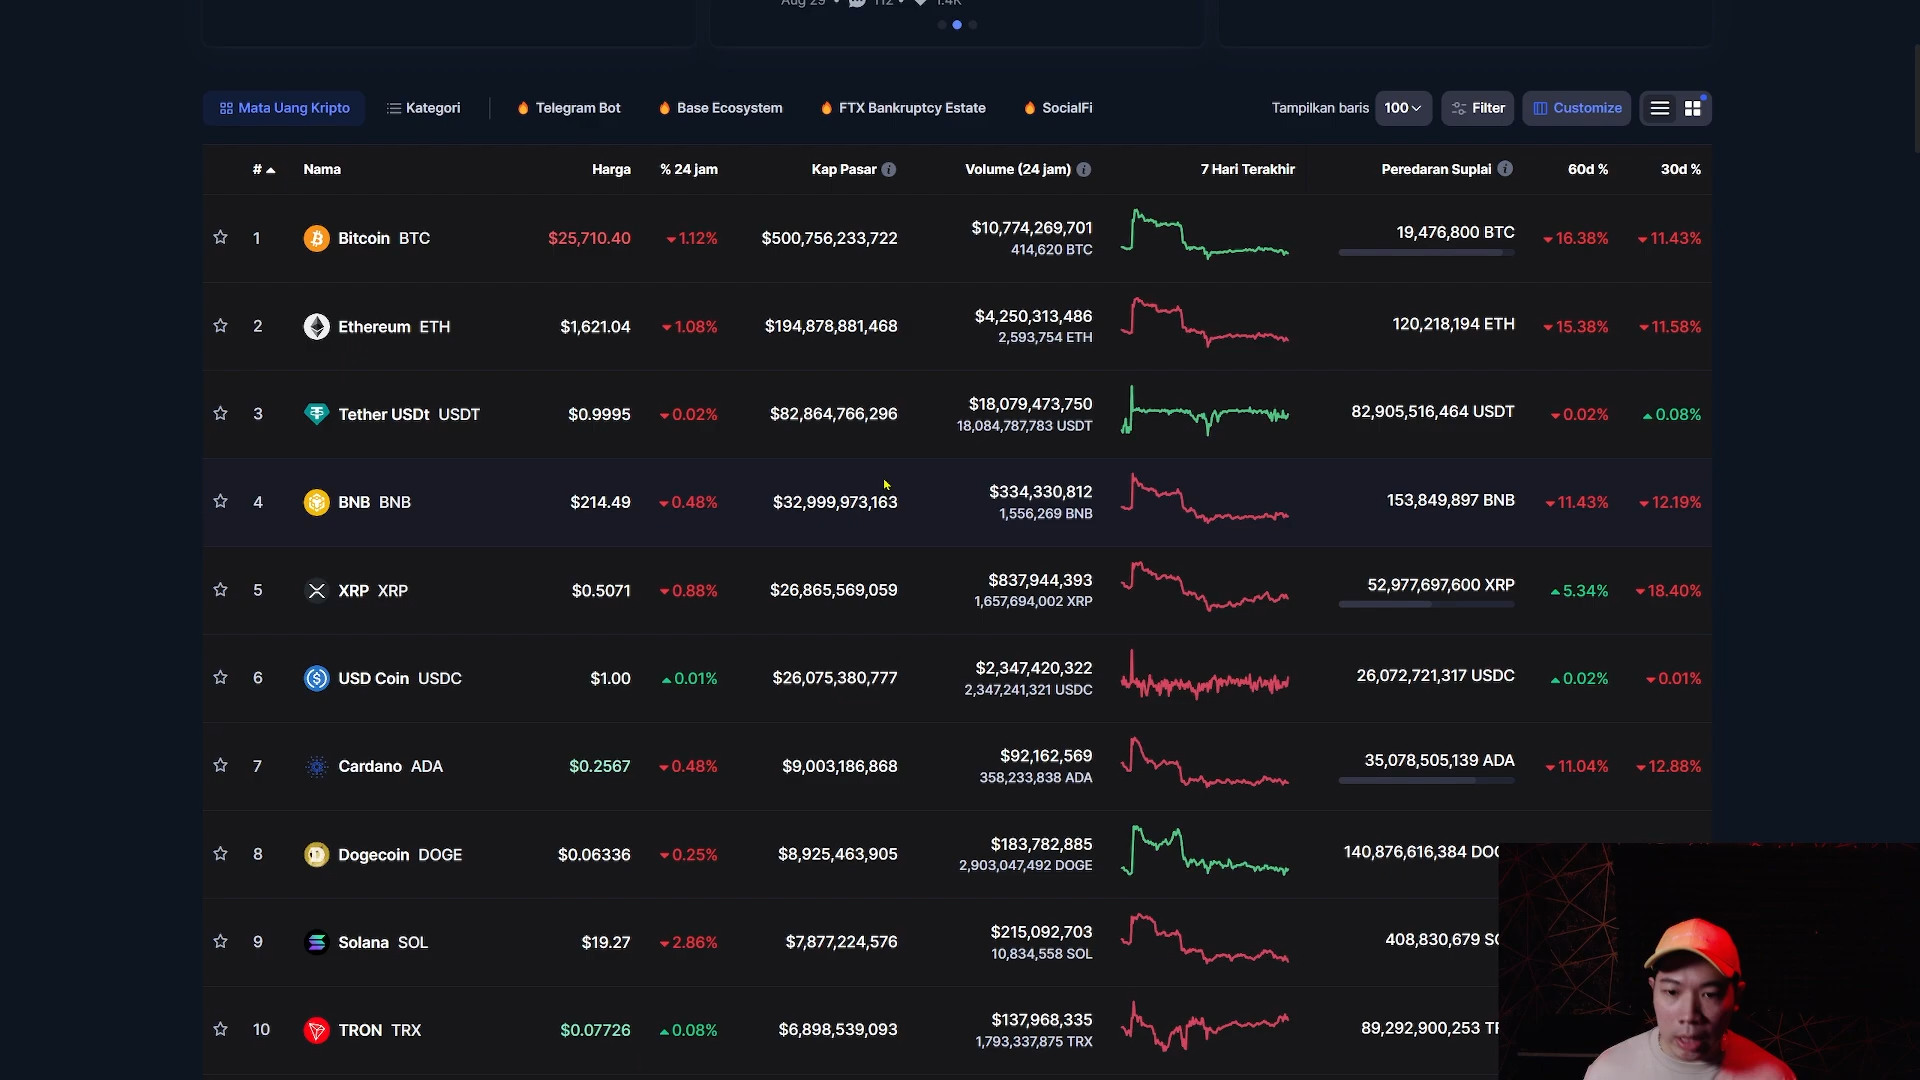 Aug 29 • 112 • 1.4K
Mata Uang Kripto Kategori Telegram Bot Base Ecosystem FTX Bankruptcy Estate SocialFi Tampilkan baris 100 Filter Customize
# Nama Harga % 24 jam Kap Pasar Volume (24 jam) 7 Hari Terakhir Peredaran Suplai 60d % 30d %
1 Bitcoin BTC $25,710.40 1.12% $500,756,233,722 $10,774,269,701 19,476,800 BTC 16.38% 11.43%
414,620 BTC
2 Ethereum ETH $1,621.04 1.08% $194,878,881,468 $4,250,313,486 120,218,194 ETH 15.38% 11.58%
2,593,754 ETH
3 Tether USDt USDT $0.9995 0.02% $82,864,766,296 $18,079,473,750 82,905,516,464 USDT 0.02% 0.08%
18,084,787,783 USDT
4 BNB BNB $214.49 0.48% $32,999,973,163 $334,330,812 153,849,897 BNB 11.43% 12.19%
1,556,269 BNB
5 XRP XRP $0.5071 0.88% $26,865,569,059 $837,944,393 52,977,697,600 XRP 5.34% 18.40%
1,657,694,002 XRP
6 USD Coin USDC $1.00 0.01% $26,075,380,777 $2,347,420,322 26,072,721,317 USDC 0.02% 0.01%
2,347,241,321 USDC
7 Cardano ADA $0.2567 0.48% $9,003,186,868 $92,162,569 35,078,505,139 ADA 11.04% 12.88%
358,233,838 ADA
8 Dogecoin DOGE $0.06336 0.25% $8,925,463,905 $183,782,885 140,876,616,384 DO
2,903,047,492 DOGE
9 Solana SOL $19.27 2.86% $7,877,224,576 $215,092,703 408,830,679 S
10,834,558 SOL
10 TRON TRX $0.07726 0.08% $6,898,539,093 $137,968,335 89,292,900,253 T
1,793,337,875 TRX